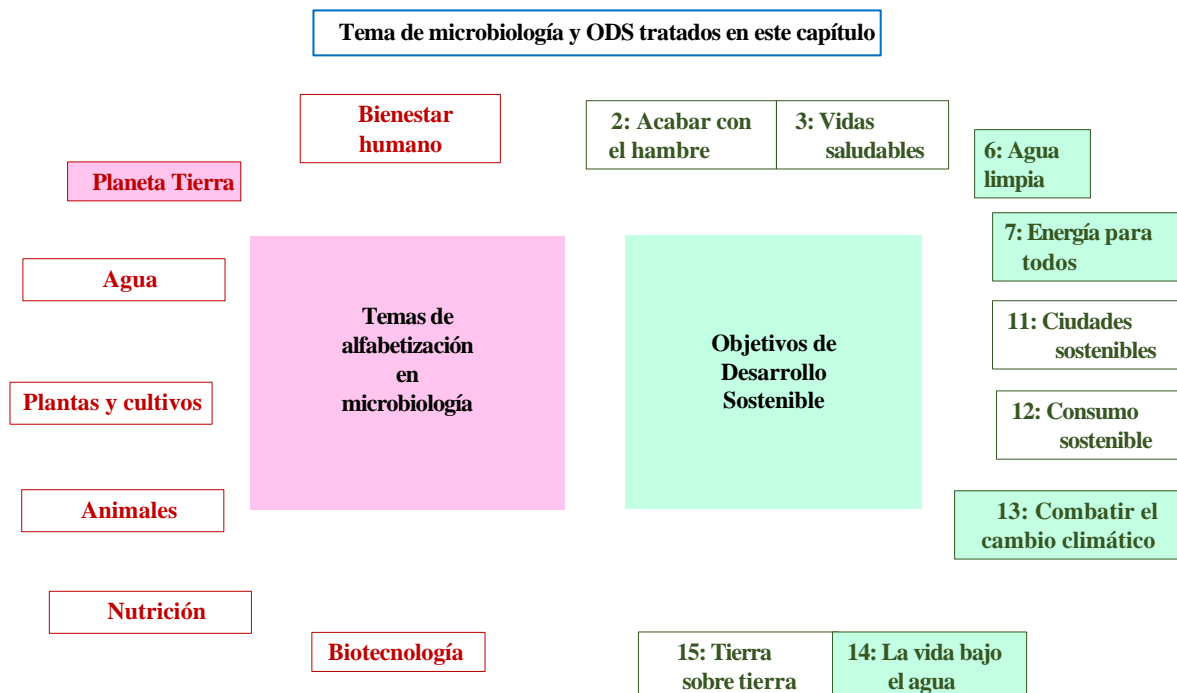 Tema de microbiología y ODS tratados en este capítulo
Bienestar
humano
2: Acabar con
el hambre
3: Vidas
saludables
6: Agua
limpia
Planeta Tierra
7: Energía para
todos
Agua
Temas de
alfabetización
en
microbiología
Objetivos de
Desarrollo
Sostenible
11: Ciudades
sostenibles
Plantas y cultivos
12: Consumo
sostenible
Animales
13: Combatir el
cambio climático
Nutrición
Biotecnología
15: Tierra
sobre tierra
14: La vida bajo
el agua